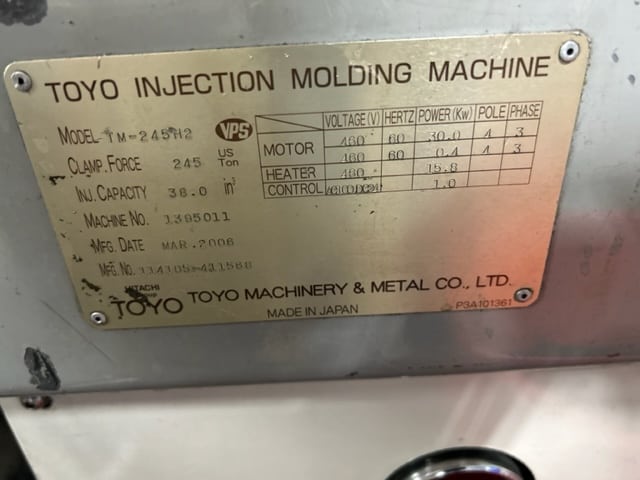 TOYO INJECTION MOLDING MACHINE
MODEL TM-245H2 VPS
CLAMP. FORCE 245 US Ton
INJ. CAPACITY 38.0 in³
MACHINE NO. 1395011
MFG. DATE MAR. 2006
MFG. NO.
VOLTAGE(V) HERTZ POWER(Kw) POLE PHASE
MOTOR 460 60 30.0 4 3
460 60 0.4 4 3
HEATER 460 15.8
CONTROL 1.0
HITACHI
TOYO TOYO MACHINERY & METAL CO., LTD.
MADE IN JAPAN P3A101361